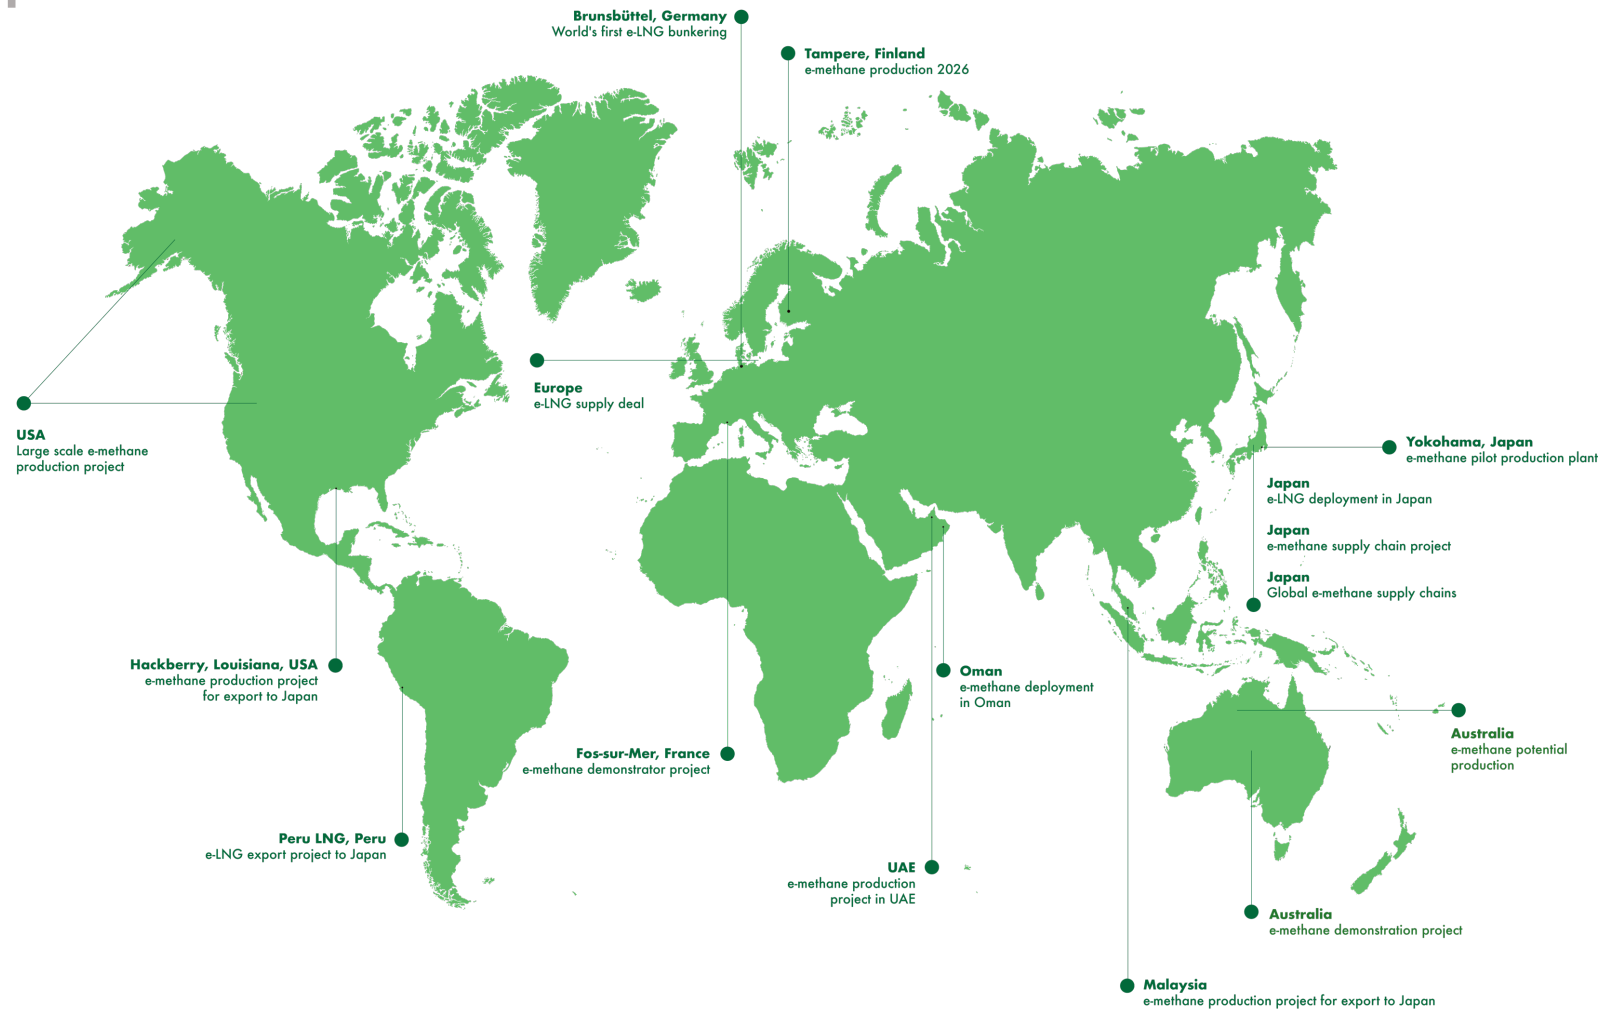 Brunsbüttel, Germany
World's first e-LNG bunkering
Tampere, Finland
e-methane production 2026
Europe
e-LNG supply deal
USA
Large scale e-methane
production project
Yokohama, Japan
e-methane pilot production plant
Japan
e-LNG deployment in Japan
Japan
e-methane supply chain project
Japan
Global e-methane supply chains
Hackberry, Louisiana, USA
e-methane production project
for export to Japan
Oman
e-methane deployment
in Oman
Fos-sur-Mer, France
e-methane demonstrator project
Australia
e-methane potential
production
Peru LNG, Peru
e-LNG export project to Japan
UAE
e-methane production
project in UAE
Australia
e-methane demonstration project
Malaysia
e-methane production project for export to Japan